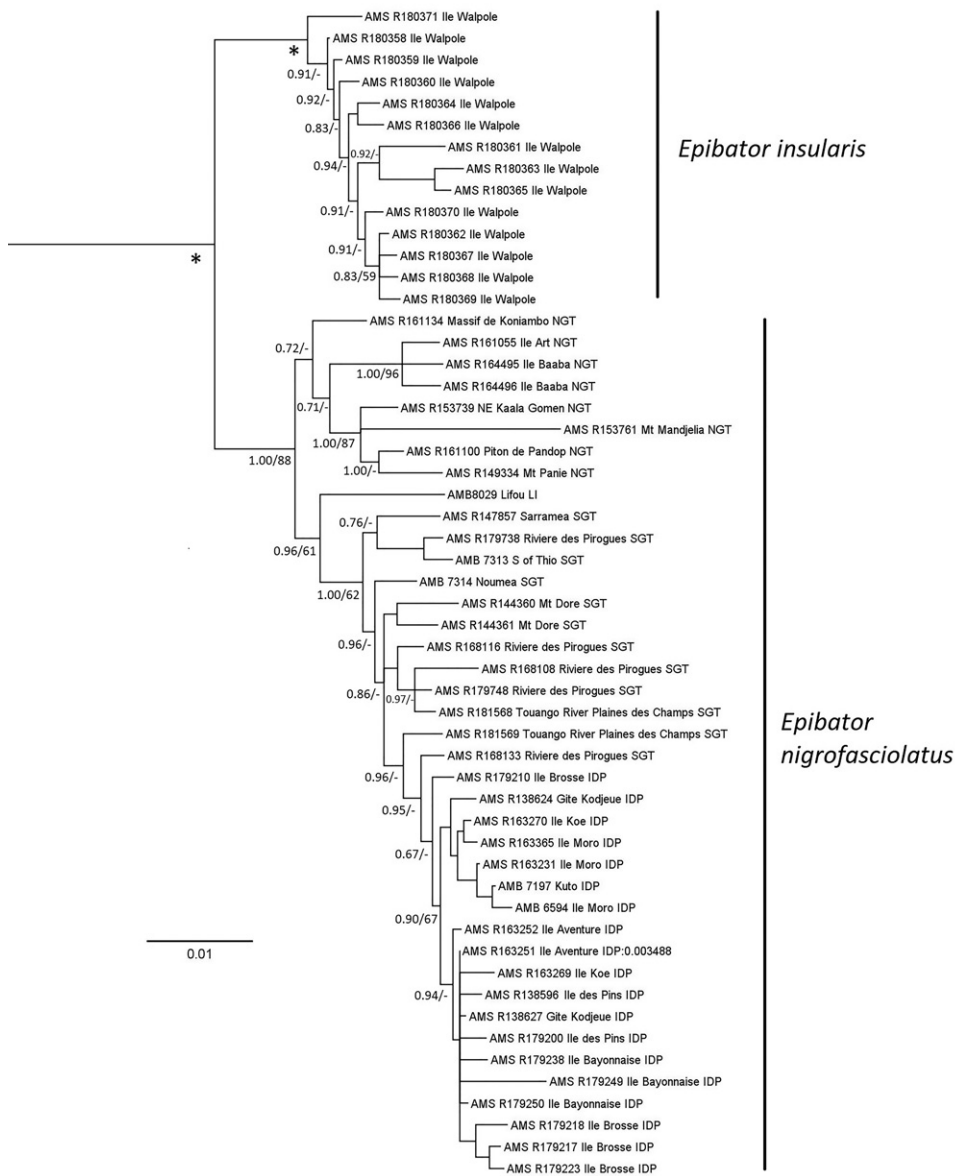 AMS R180371 Ile Walpole
AMS R180358 Ile Walpole
*
AMS R180359 Ile Walpole
0.91/-
AMS R180360 Ile Walpole
0.92/-
AMS R180364 Ile Walpole
0.83/-
AMS R180366 Ile Walpole
AMS R180361 Ile Walpole
0.92/-
Epibator insularis
0.94/-
AMS R180363 Ile Walpole
AMS R180365 Ile Walpole
AMS R180370 Ile Walpole
0.91/-
AMS R180362 Ile Walpole
0.91/-
*
AMS R180367 Ile Walpole
0.83/59
AMS R180368 Ile Walpole
AMS R180369 Ile Walpole
AMS R161134 Massif de Koniambo NGT
AMS R161055 Ile Art NGT
0.72/-
AMS R164495 Ile Baaba NGT
1.00/96
AMS R164496 Ile Baaba NGT
0.71/-
AMS R153739 NE Kaala Gomen NGT
AMS R153761 Mt Mandjelia NGT
1.00/87
AMS R161100 Piton de Pandop NGT
1.00/88
1.00/-
AMS R149334 Mt Panie NGT
AMB8029 Lifou LI
AMS R147857 Sarramea SGT
0.76/-
AMS R179738 Riviere des Pirogues SGT
0.96/61
AMB 7313 S of Thio SGT
AMB 7314 Noumea SGT
1.00/62
AMS R144360 Mt Dore SGT
AMS R144361 Mt Dore SGT
0.96/-
AMS R168116 Riviere des Pirogues SGT
AMS R168108 Riviere des Pirogues SGT
0.86/-
AMS R179748 Riviere des Pirogues SGT
0.97/-
AMS R181568 Touango River Plaines des Champs SGT
Epibator
nigrofasciolatus
AMS R181569 Touango River Plaines des Champs SGT
AMS R168133 Riviere des Pirogues SGT
0.96/-
AMS R179210 Ile Brosse IDP
AMS R138624 Gite Kodjeue IDP
0.95/-
AMS R163270 Ile Koe IDP
AMS R163365 Ile Moro IDP
0.67/-
AMS R163231 Ile Moro IDP
AMB 7197 Kuto IDP
AMB 6594 Ile Moro IDP
0.90/67
AMS R163252 Ile Aventure IDP
AMS R163251 Ile Aventure IDP:0.003488
0.01
AMS R163269 Ile Koe IDP
AMS R138596 Ile des Pins IDP
0.94/-
AMS R138627 Gite Kodjeue IDP
AMS R179200 Ile des Pins IDP
AMS R179238 Ile Bayonnaise IDP
AMS R179249 Ile Bayonnaise IDP
AMS R179250 Ile Bayonnaise IDP
AMS R179218 Ile Brosse IDP
AMS R179217 Ile Brosse IDP
AMS R179223 Ile Brosse IDP